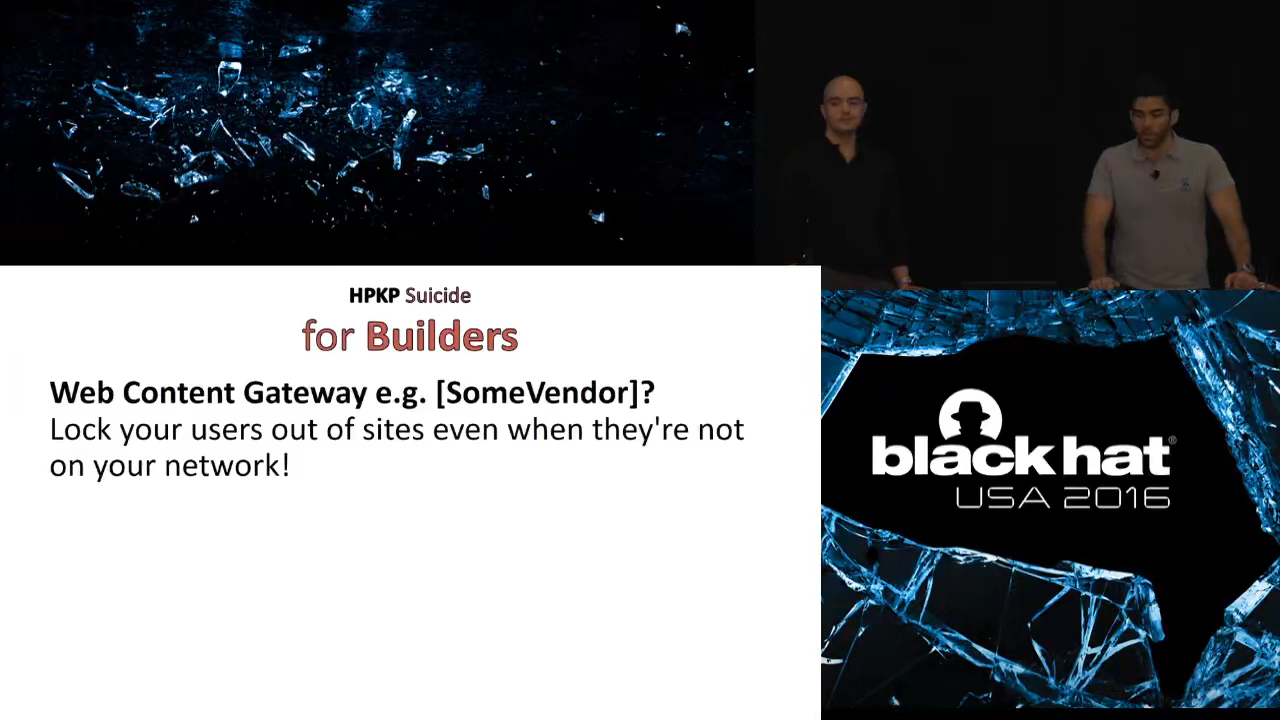 HPKP Suicide
for Builders
Web Content Gateway e.g. [SomeVendor]?
Lock your users out of sites even when they're not
on your network!
black hat®
USA 2016